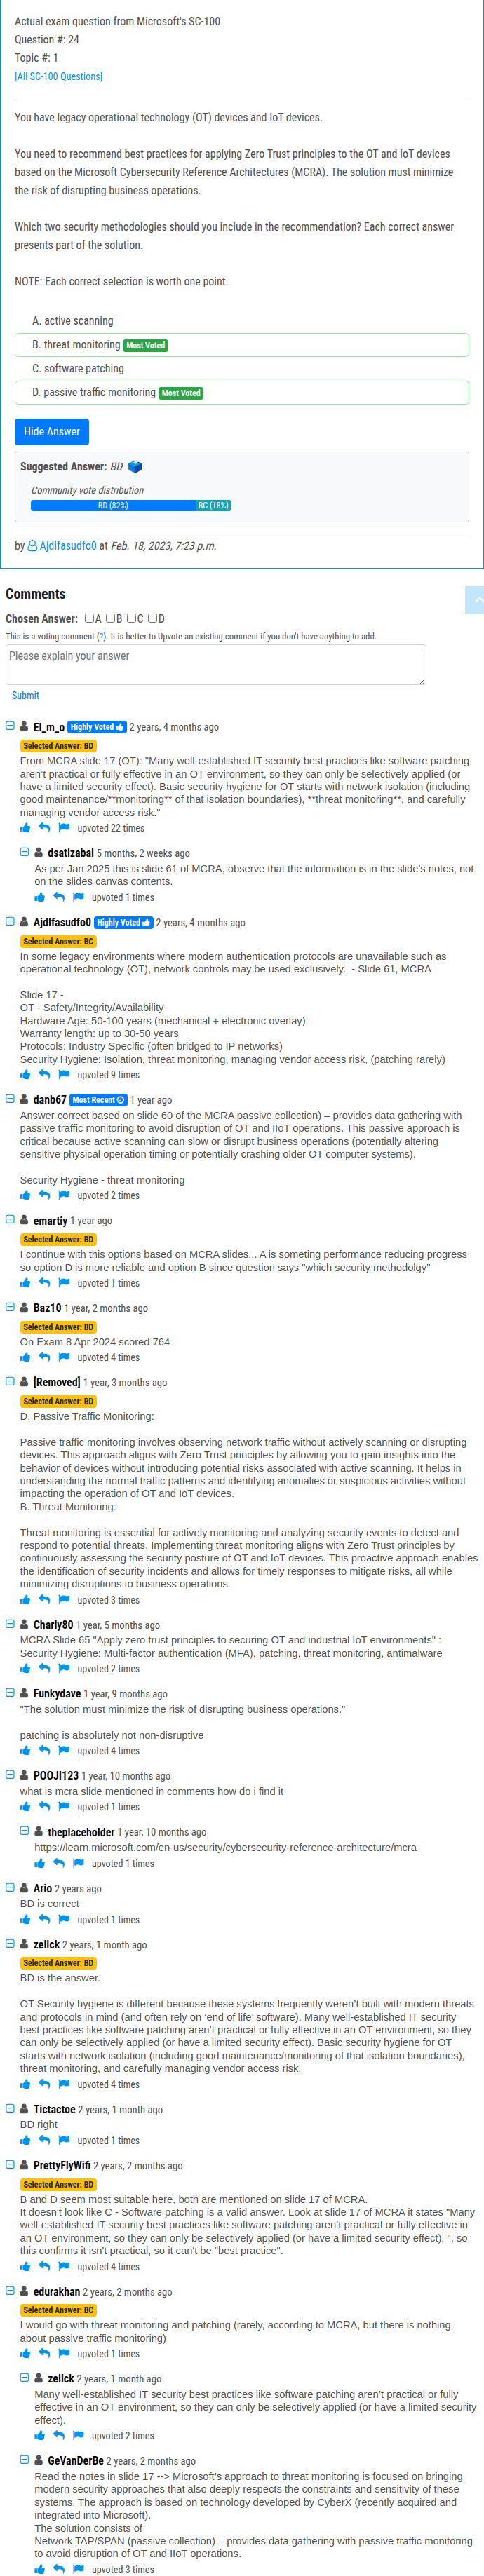 Actual exam question from Microsoft's SC-100
Question #: 24
Topic #: 1
[All SC-100 Questions]
You have legacy operational technology (OT) devices and IoT devices.
You need to recommend best practices for applying Zero Trust principles to the OT and IoT devices
based on the Microsoft Cybersecurity Reference Architectures (MCRA). The solution must minimize
the risk of disrupting business operations.
Which two security methodologies should you include in the recommendation? Each correct answer
presents part of the solution.
NOTE: Each correct selection is worth one point.
A. active scanning
B. threat monitoring Most Voted
C. software patching
D. passive traffic monitoring Most Voted
Hide Answer
Suggested Answer: BD
Community vote distribution
BD (82%) BC (18%)
by Ajdlfasudfo0 at Feb. 18, 2023, 7:23 p.m.
Comments
Chosen Answer: A B C D
This is a voting comment (?). It is better to Upvote an existing comment if you don't have anything to add.
Please explain your answer
Submit
El_m_o Highly Voted 2 years, 4 months ago
Selected Answer: BD
From MCRA slide 17 (OT): "Many well-established IT security best practices like software patching
aren't practical or fully effective in an OT environment, so they can only be selectively applied (or
have a limited security effect). Basic security hygiene for OT starts with network isolation (including
good maintenance/**monitoring** of that isolation boundaries), **threat monitoring**, and carefully
managing vendor access risk."
upvoted 22 times
dsatizabal 5 months, 2 weeks ago
As per Jan 2025 this is slide 61 of MCRA, observe that the information is in the slide's notes, not
on the slides canvas contents.
upvoted 1 times
Ajdlfasudfo0 Highly Voted 2 years, 4 months ago
Selected Answer: BC
In some legacy environments where modern authentication protocols are unavailable such as
operational technology (OT), network controls may be used exclusively. - Slide 61, MCRA
Slide 17 -
OT - Safety/Integrity/Availability
Hardware Age: 50-100 years (mechanical + electronic overlay)
Warranty length: up to 30-50 years
Protocols: Industry Specific (often bridged to IP networks)
Security Hygiene: Isolation, threat monitoring, managing vendor access risk, (patching rarely)
upvoted 9 times
danb67 Most Recent 1 year ago
Answer correct based on slide 60 of the MCRA passive collection) – provides data gathering with
passive traffic monitoring to avoid disruption of OT and IIoT operations. This passive approach is
critical because active scanning can slow or disrupt business operations (potentially altering
sensitive physical operation timing or potentially crashing older OT computer systems).
Security Hygiene - threat monitoring
upvoted 2 times
emartiy 1 year ago
Selected Answer: BD
I continue with this options based on MCRA slides... A is someting performance reducing progress
so option D is more reliable and option B since question says "which security methodolgy"
upvoted 1 times
Baz10 1 year, 2 months ago
Selected Answer: BD
On Exam 8 Apr 2024 scored 764
upvoted 4 times
[Removed] 1 year, 3 months ago
Selected Answer: BD
D. Passive Traffic Monitoring:
Passive traffic monitoring involves observing network traffic without actively scanning or disrupting
devices. This approach aligns with Zero Trust principles by allowing you to gain insights into the
behavior of devices without introducing potential risks associated with active scanning. It helps in
understanding the normal traffic patterns and identifying anomalies or suspicious activities without
impacting the operation of OT and IoT devices.
B. Threat Monitoring:
Threat monitoring is essential for actively monitoring and analyzing security events to detect and
respond to potential threats. Implementing threat monitoring aligns with Zero Trust principles by
continuously assessing the security posture of OT and IoT devices. This proactive approach enables
the identification of security incidents and allows for timely responses to mitigate risks, all while
minimizing disruptions to business operations.
upvoted 3 times
Charly80 1 year, 5 months ago
MCRA Slide 65 "Apply zero trust principles to securing OT and industrial IoT environments" :
Security Hygiene: Multi-factor authentication (MFA), patching, threat monitoring, antimalware
upvoted 2 times
Funkydave 1 year, 9 months ago
"The solution must minimize the risk of disrupting business operations."
patching is absolutely not non-disruptive
upvoted 4 times
POOJI123 1 year, 10 months ago
what is mcra slide mentioned in comments how do i find it
upvoted 1 times
theplaceholder 1 year, 10 months ago
https://learn.microsoft.com/en-us/security/cybersecurity-reference-architecture/mcra
upvoted 1 times
Ario 2 years ago
BD is correct
upvoted 1 times
zellck 2 years, 1 month ago
Selected Answer: BD
BD is the answer.
OT Security hygiene is different because these systems frequently weren't built with modern threats
and protocols in mind (and often rely on 'end of life' software). Many well-established IT security
best practices like software patching aren't practical or fully effective in an OT environment, so they
can only be selectively applied (or have a limited security effect). Basic security hygiene for OT
starts with network isolation (including good maintenance/monitoring of that isolation boundaries),
threat monitoring, and carefully managing vendor access risk.
upvoted 4 times
Tictactoe 2 years, 1 month ago
BD right
upvoted 1 times
PrettyFlyWifi 2 years, 2 months ago
Selected Answer: BD
B and D seem most suitable here, both are mentioned on slide 17 of MCRA.
It doesn't look like C - Software patching is a valid answer. Look at slide 17 of MCRA it states "Many
well-established IT security best practices like software patching aren't practical or fully effective in
an OT environment, so they can only be selectively applied (or have a limited security effect). ", so
this confirms it isn't practical, so it can't be "best practice".
upvoted 4 times
edurakhan 2 years, 2 months ago
Selected Answer: BC
I would go with threat monitoring and patching (rarely, according to MCRA, but there is nothing
about passive traffic monitoring)
upvoted 1 times
zellck 2 years, 1 month ago
Many well-established IT security best practices like software patching aren't practical or fully
effective in an OT environment, so they can only be selectively applied (or have a limited security
effect).
upvoted 2 times
GeVanDerBe 2 years, 2 months ago
Read the notes in slide 17 --> Microsoft's approach to threat monitoring is focused on bringing
modern security approaches that also deeply respects the constraints and sensitivity of these
systems. The approach is based on technology developed by CyberX (recently acquired and
integrated into Microsoft).
The solution consists of
Network TAP/SPAN (passive collection) – provides data gathering with passive traffic monitoring
to avoid disruption of OT and IIoT operations.
upvoted 3 times